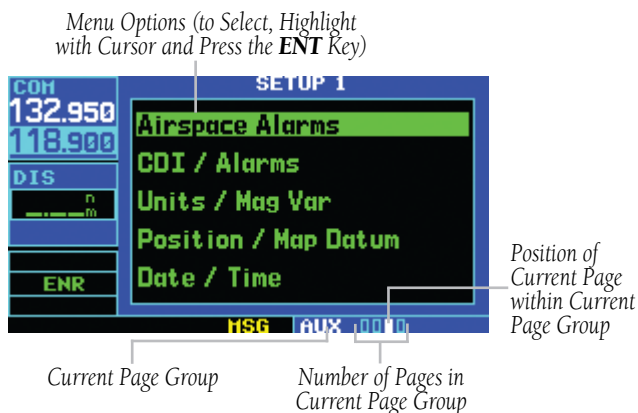 Menu Options (to Select, Highlight
with Cursor and Press the ENT Key)
COM
132.950
118.900
DIS
_._ _ nm
ENR
SETUP 1
Airspace Alarms
CDI / Alarms
Units / Mag Var
Position / Map Datum
Date / Time
MSG AUX
Position of
Current Page
within Current
Page Group
Current Page Group
Number of Pages in
Current Page Group